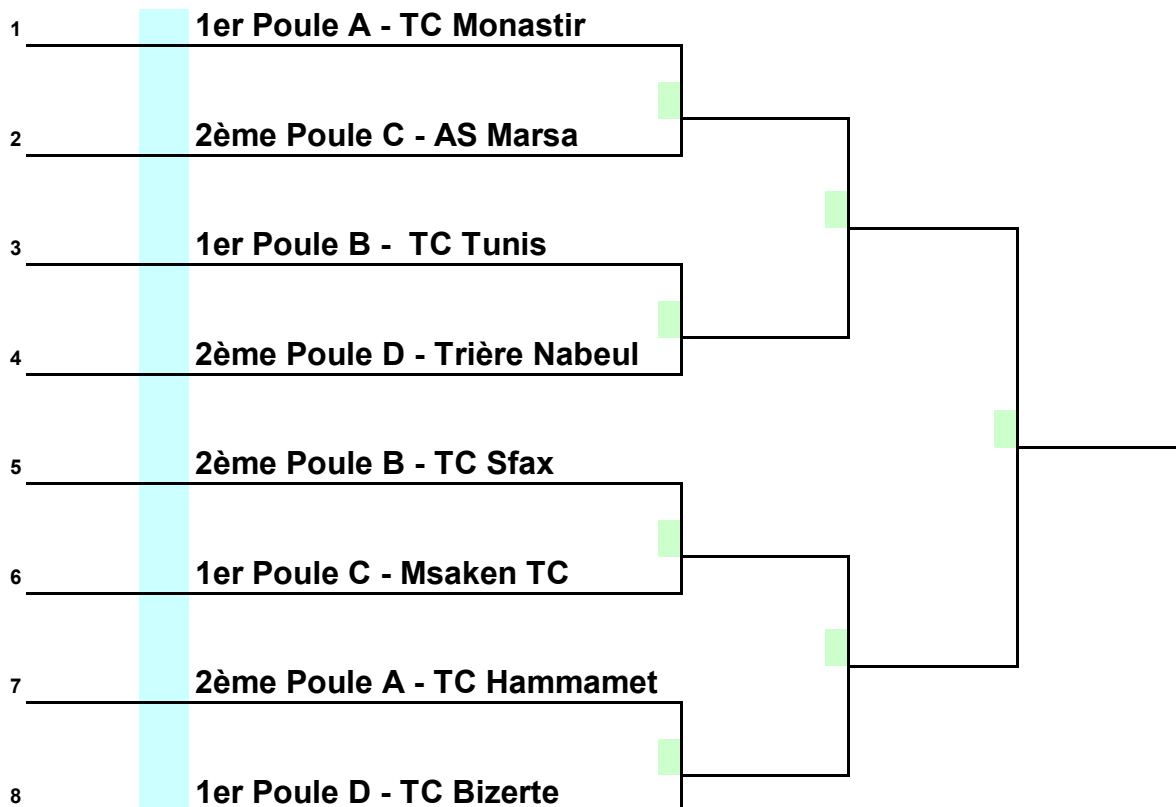 1 1er Poule A - TC Monastir
2 2ème Poule C - AS Marsa
3 1er Poule B -  TC Tunis
4 2ème Poule D - Trière Nabeul
5 2ème Poule B - TC Sfax
6 1er Poule C - Msaken TC
7 2ème Poule A - TC Hammamet
8 1er Poule D - TC Bizerte